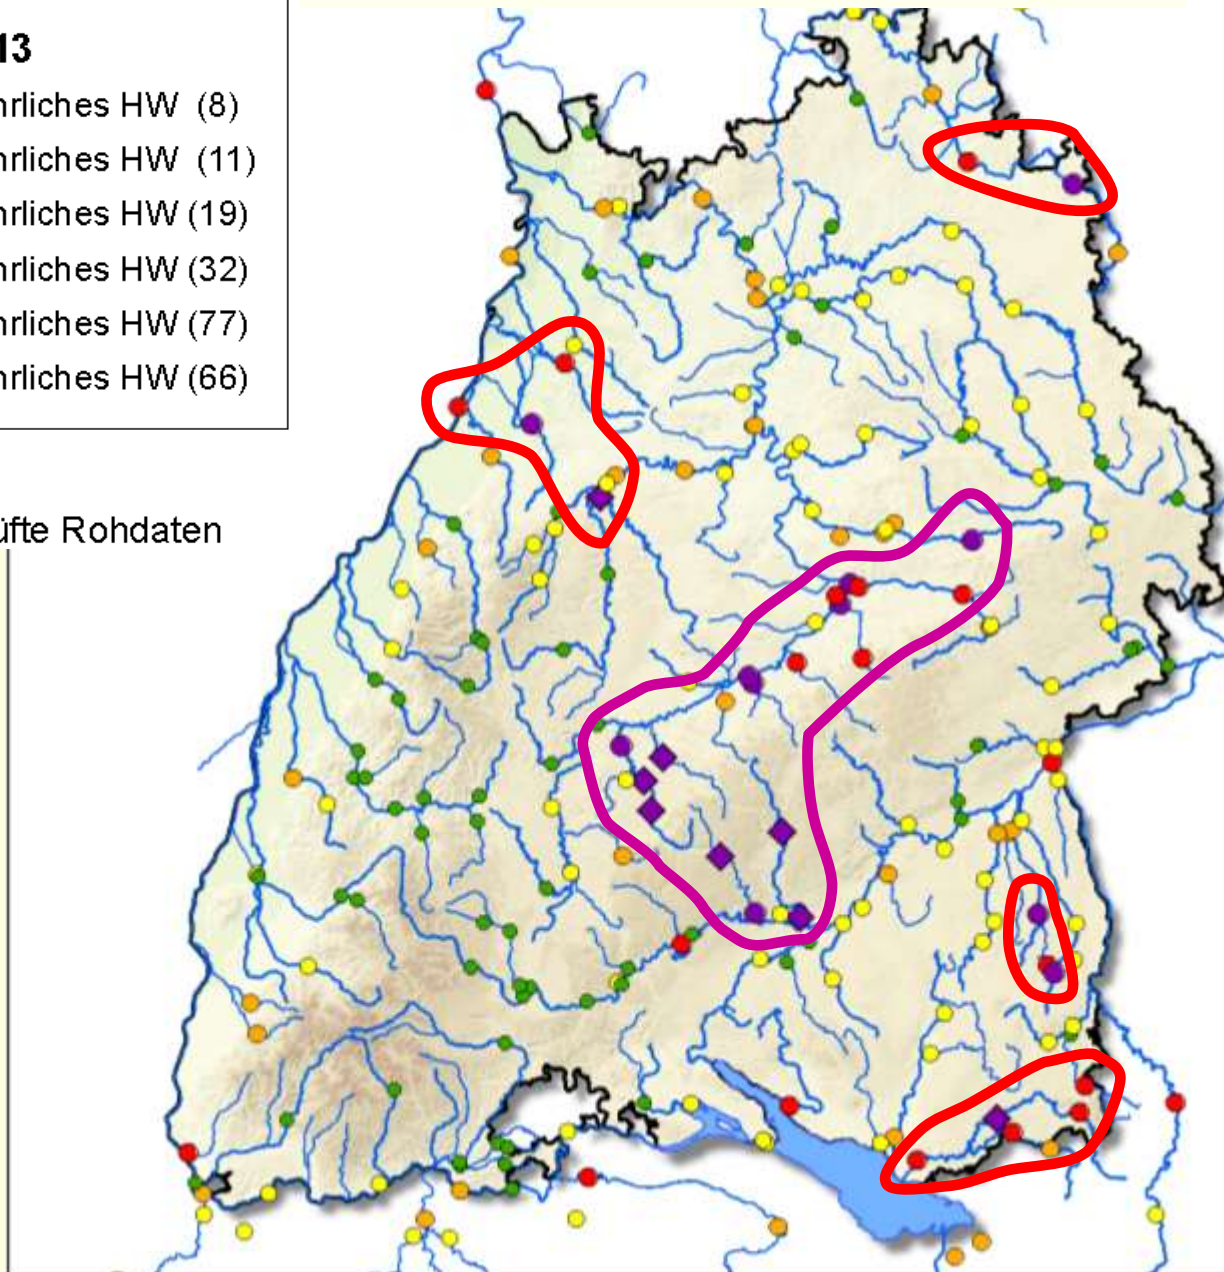 13
hrliches HW (8)
hrliches HW (11)
hrliches HW (19)
hrliches HW (32)
hrliches HW (77)
hrliches HW (66)
üfte Rohdaten